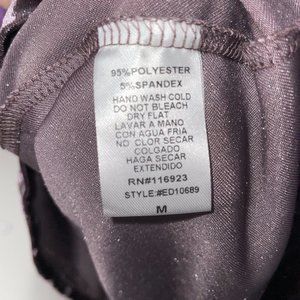 95%POLYESTER
5%SPANDEX
HAND WASH COLD
DO NOT BLEACH
DRY FLAT
LAVAR A MANO
CON AGUA FRIA
NO CLOR SECAR
COLGADO
HAGA SECAR
EXTENDIDO
RN#116923
STYLE:#ED10689
M